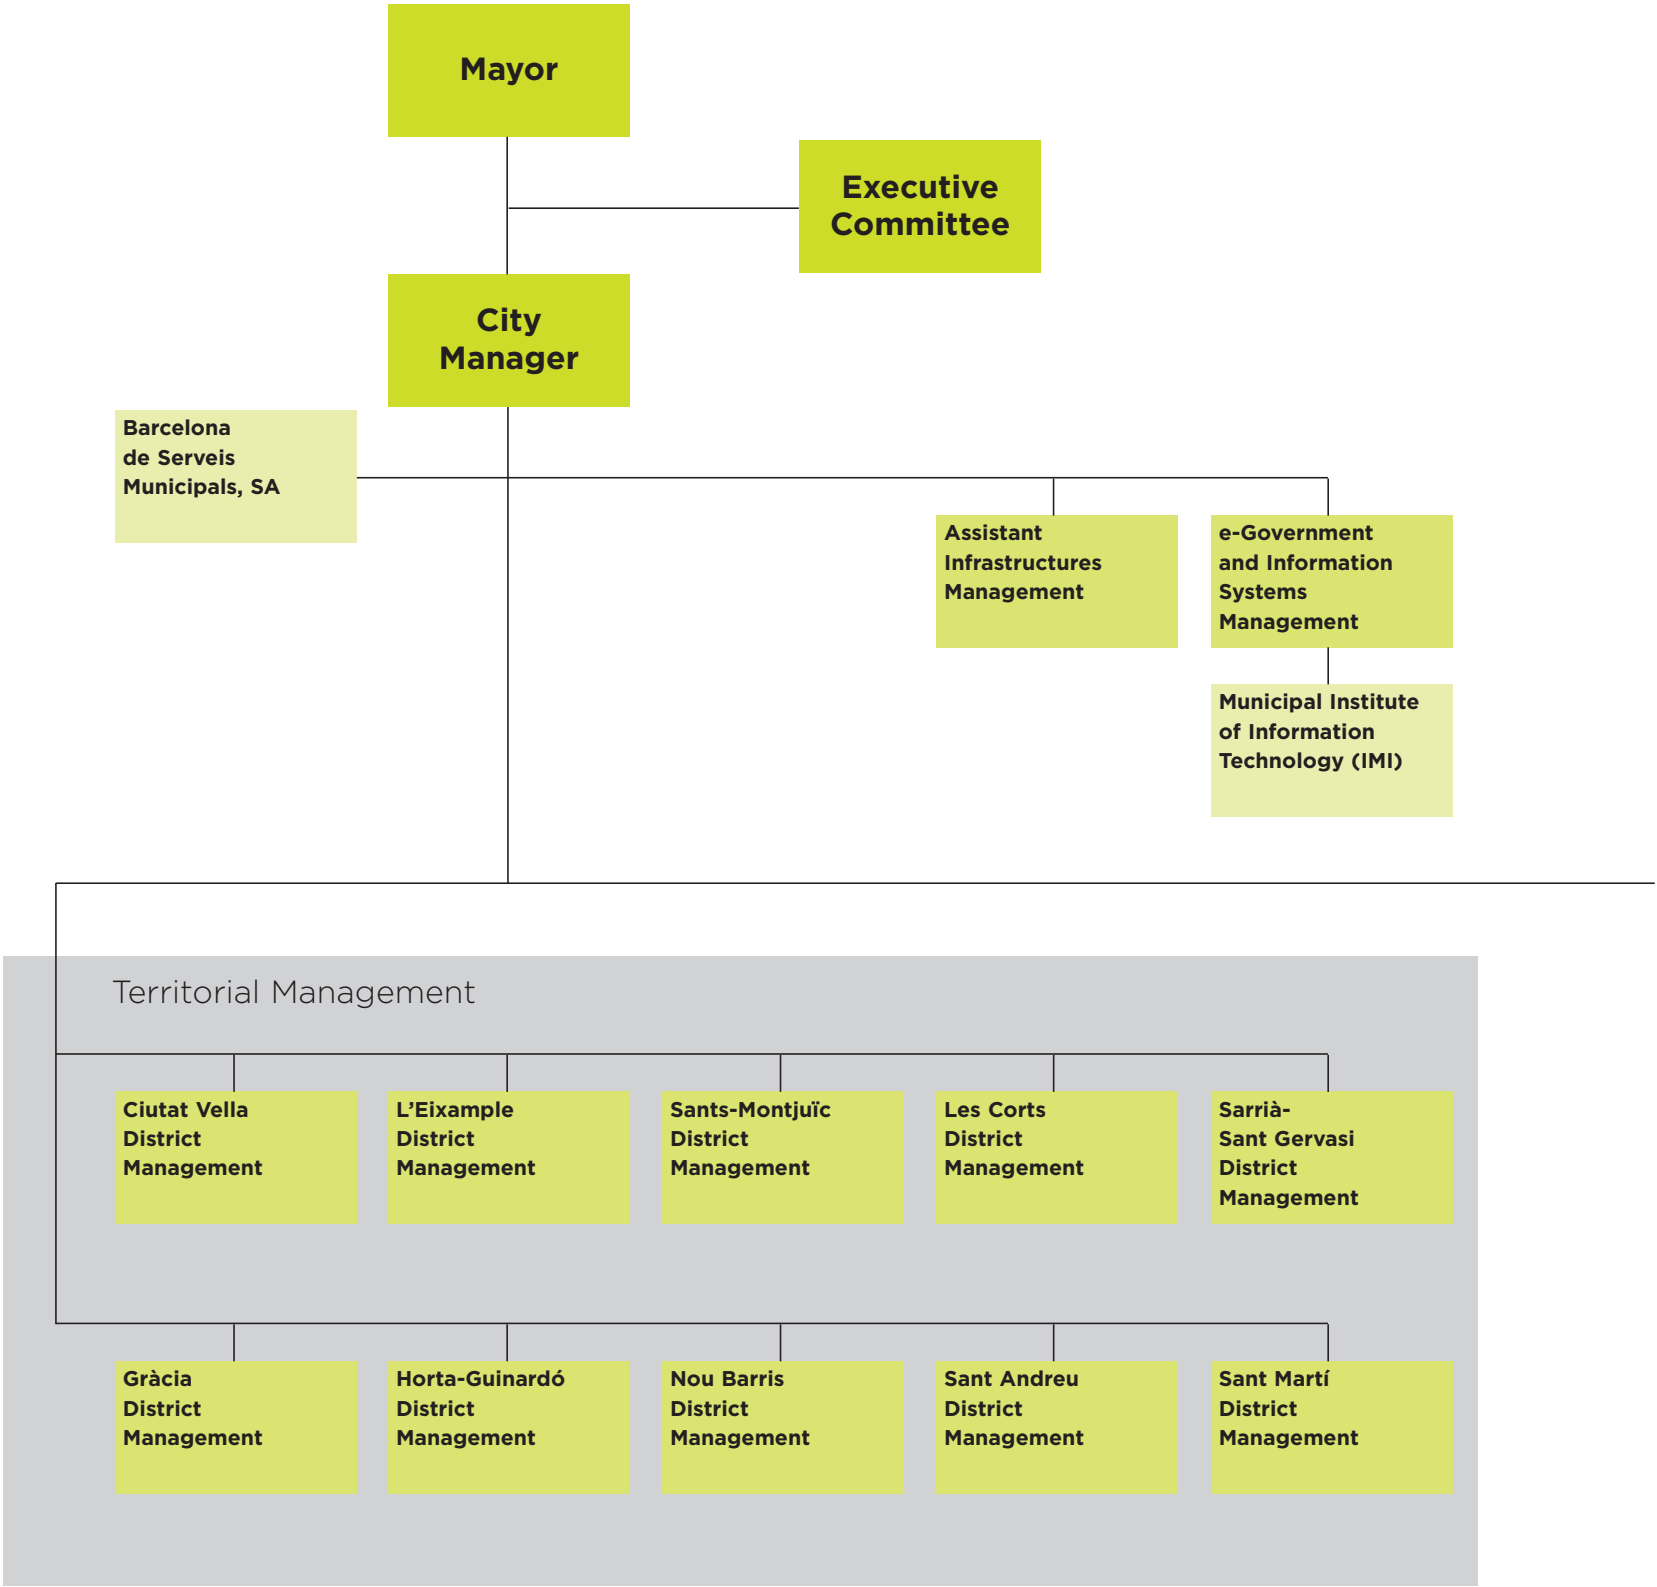 Mayor
Executive
Committee
City
Manager
Barcelona
de Serveis
Municipals, SA
Assistant
Infrastructures
Management
e-Government
and Information
Systems
Management
Municipal Institute
of Information
Technology (IMI)
Territorial Management
Ciutat Vella
District
Management
L’Eixample
District
Management
Sants-Montjuïc
District
Management
Les Corts
District
Management
Sarrià-
Sant Gervasi
District
Management
Gràcia
District
Management
Horta-Guinardó
District
Management
Nou Barris
District
Management
Sant Andreu
District
Management
Sant Martí
District
Management